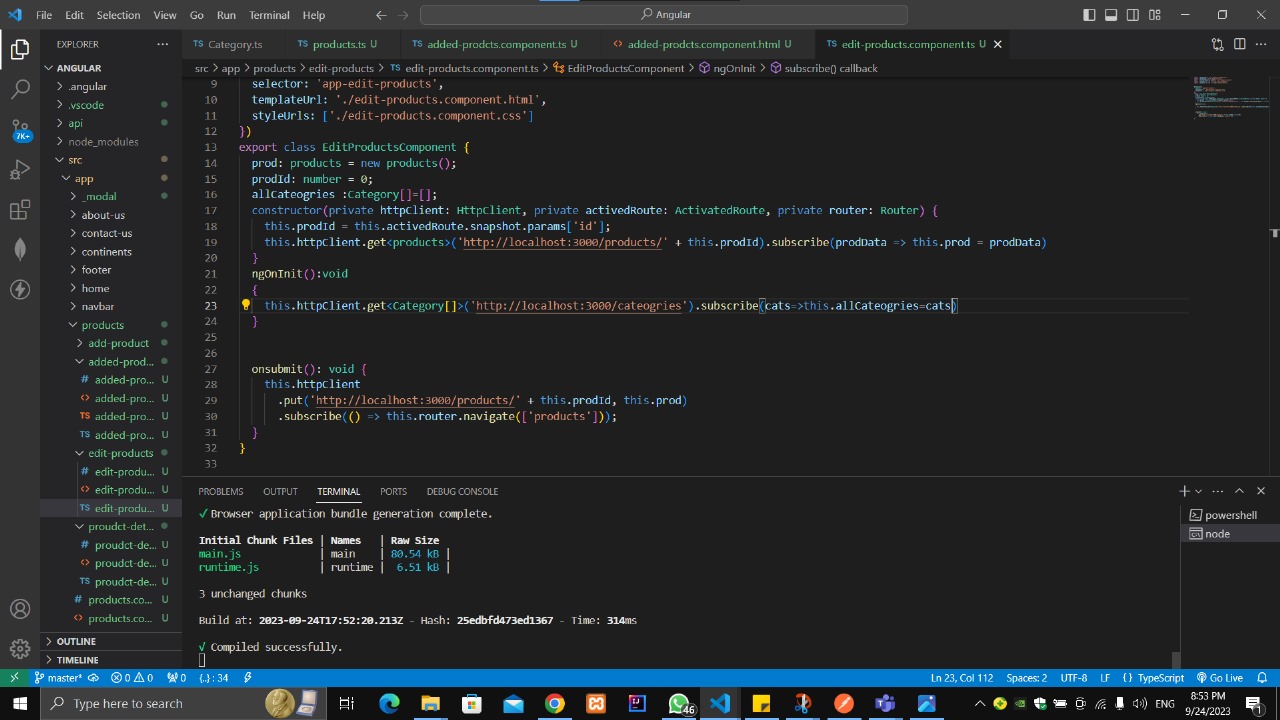 File Edit Selection View Go Run Terminal Help
Angular
EXPLORER
Category.ts
products.ts U
added-prodcts.component.ts U
added-prodcts.component.html U
edit-products.component.ts U
src > app > products > edit-products > TS edit-products.component.ts > EditProductsComponent > ngOnInit > subscribe() callback
ANGULAR
.angular
.vscode
api
node_modules
src
app
_modal
about-us
contact-us
continents
footer
home
navbar
products
add-product
added-prod...
# added-pro... U
<> added-pro... U
TS added-pro... U
TS added-pro... U
edit-products
# edit-produ... U
<> edit-produ... U
TS edit-produ... U
proudct-det...
# proudct-de... U
<> proudct-de... U
TS proudct-de... U
# products.co... U
<> products.co... U
OUTLINE
TIMELINE
7K+
9 selector: 'app-edit-products',
10 templateUrl: './edit-products.component.html',
11 styleUrls: ['./edit-products.component.css']
12 })
13 export class EditProductsComponent {
14 prod: products = new products();
15 prodId: number = 0;
16 allCateogries :Category[]=[];
17 constructor(private httpClient: HttpClient, private activedRoute: ActivatedRoute, private router: Router) {
18 this.prodId = this.activedRoute.snapshot.params['id'];
19 this.httpClient.get<products>('http://localhost:3000/products/' + this.prodId).subscribe(prodData => this.prod = prodData)
20 }
21 ngOnInit():void
22 {
23 this.httpClient.get<Category[]>('http://localhost:3000/cateogries').subscribe(cats=>this.allCateogries=cats)
24 }
25
26
27 onsubmit(): void {
28 this.httpClient
29 .put('http://localhost:3000/products/' + this.prodId, this.prod)
30 .subscribe(() => this.router.navigate(['products']));
31 }
32 }
33
PROBLEMS OUTPUT TERMINAL PORTS DEBUG CONSOLE
√ Browser application bundle generation complete.
Initial Chunk Files | Names | Raw Size
main.js | main | 80.54 kB |
runtime.js | runtime | 6.51 kB |
3 unchanged chunks
Build at: 2023-09-24T17:52:20.213Z - Hash: 25edbfd473ed1367 - Time: 314ms
√ Compiled successfully.
powershell
node
master* 0 0 0 {..} : 34 Ln 23, Col 112 Spaces: 2 UTF-8 LF {} TypeScript Go Live
Type here to search
46
ENG
8:53 PM
9/24/2023
1